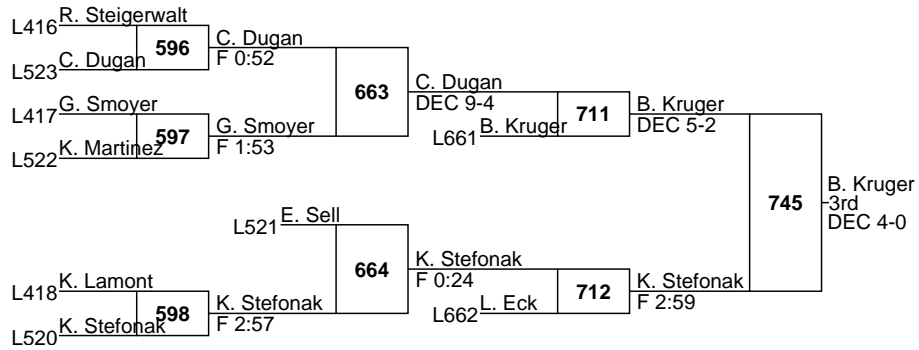 L416 R. Steigerwalt
596
C. Dugan
F 0:52
L523 C. Dugan
663
C. Dugan
DEC 9-4
L417 G. Smoyer
597
G. Smoyer
F 1:53
L522 K. Martinez
L661 B. Kruger
711
B. Kruger
DEC 5-2
745
B. Kruger
3rd
DEC 4-0
L521 E. Sell
664
K. Stefonak
F 0:24
L418 K. Lamont
598
K. Stefonak
F 2:57
L520 K. Stefonak
L662 L. Eck
712
K. Stefonak
F 2:59